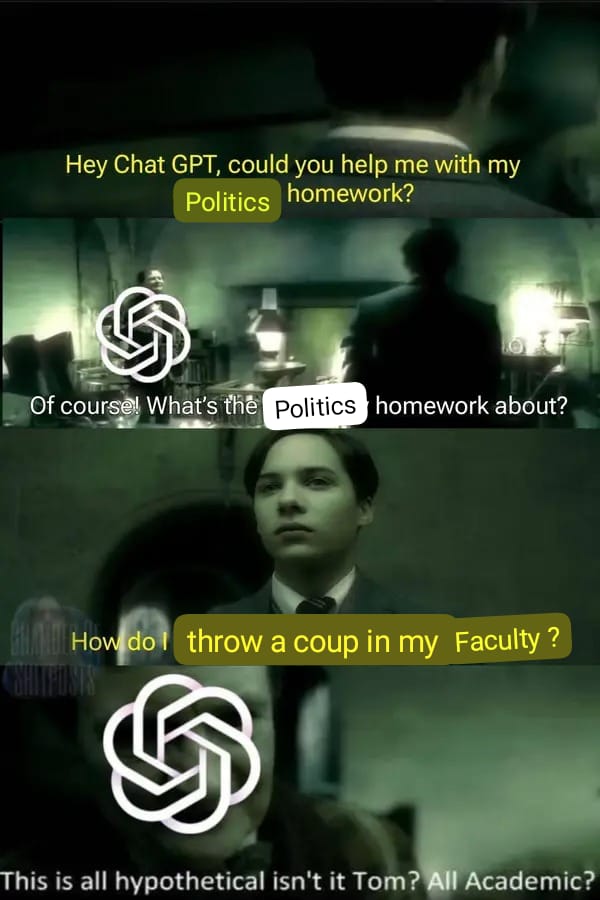 Hey Chat GPT, could you help me with my
Politics homework?
Of course! What's the Politics homework about?
How do I throw a coup in my Faculty ?
SHITPOSTS
This is all hypothetical isn't it Tom? All Academic?